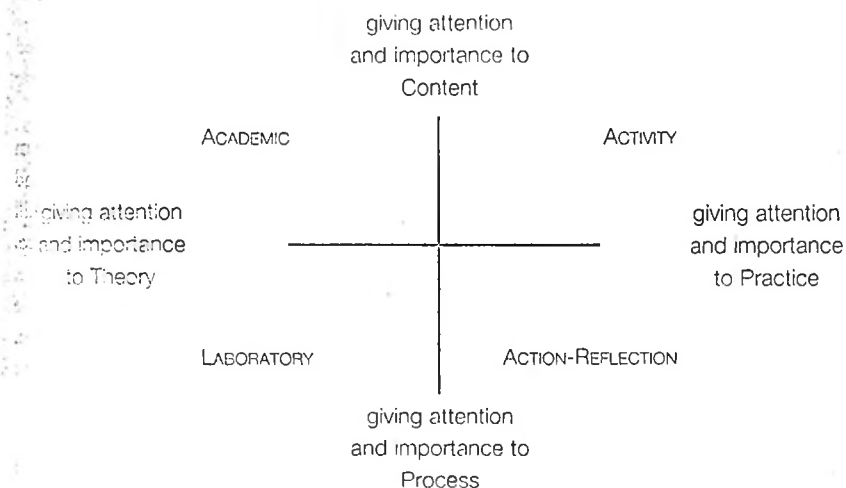 giving attention
and importance to
Content
ACADEMIC
ACTIVITY
giving attention
and importance
to Theory
giving attention
and importance
to Practice
LABORATORY
ACTION-REFLECTION
giving attention
and importance to
Process